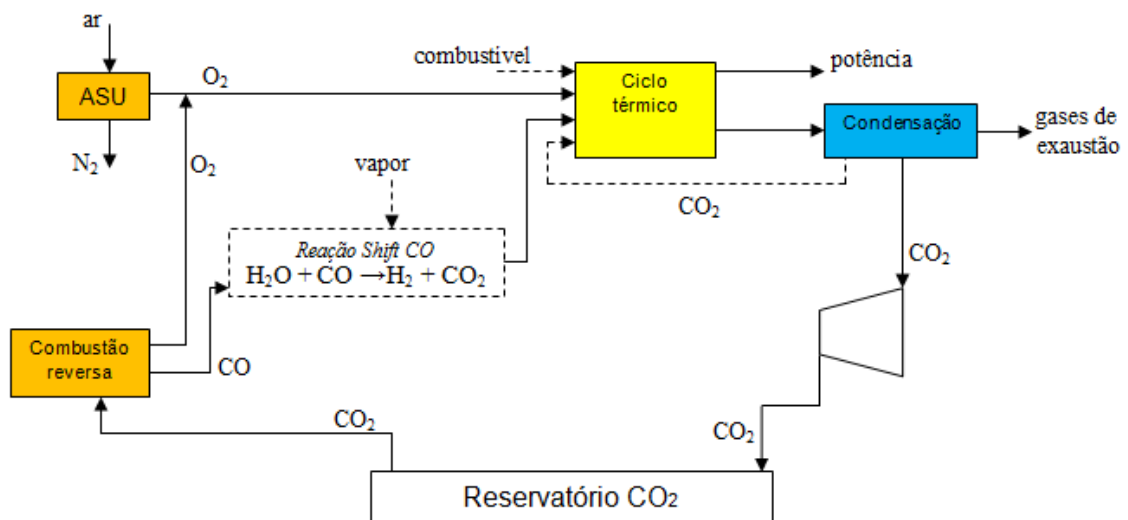 ar
combustível
potência
Ciclo
térmico
O₂
ASU
Condensação
gases de
exaustão
N₂
O₂
vapor
CO₂
Reação Shift CO
H₂O + CO →H₂ + CO₂
CO₂
Combustão
reversa
CO
CO₂
CO₂
Reservatório CO₂